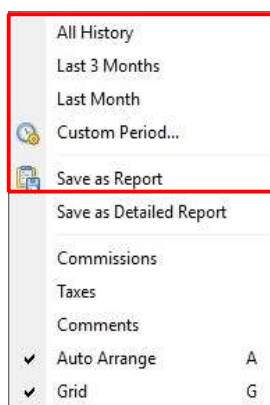 All History
Last 3 Months
Last Month
Custom Period...
Save as Report
Save as Detailed Report
Commissions
Taxes
Comments
Auto Arrange A
Grid G